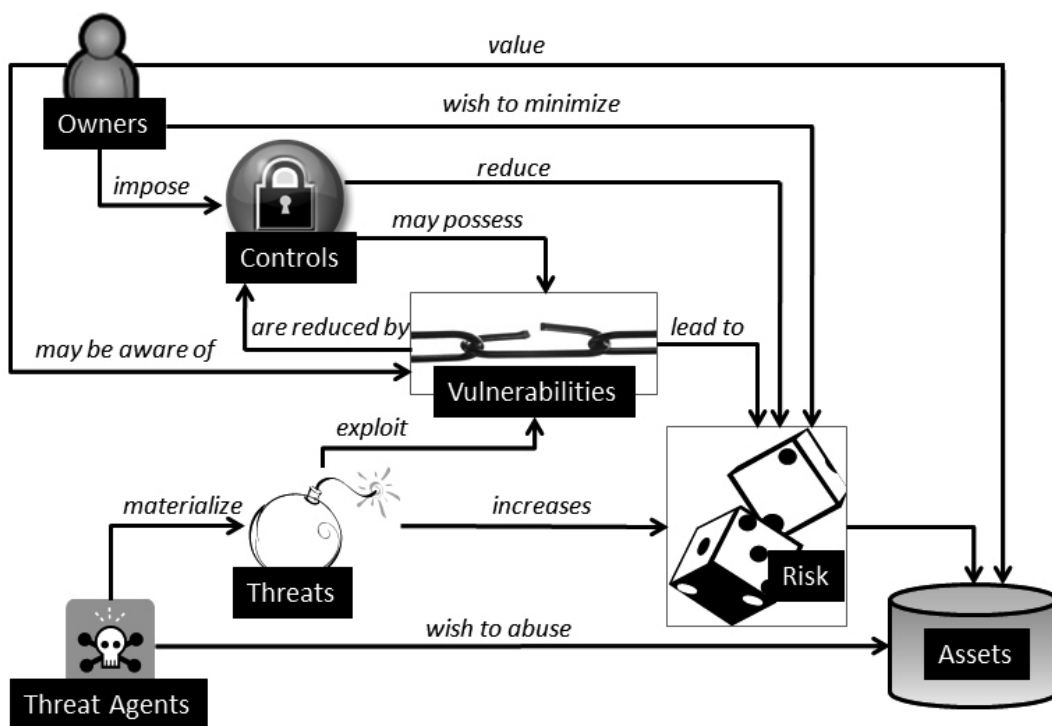 value
Owners
wish to minimize
impose
reduce
may possess
Controls
are reduced by
lead to
may be aware of
Vulnerabilities
exploit
materialize
increases
Threats
Risk
wish to abuse
Assets
Threat Agents